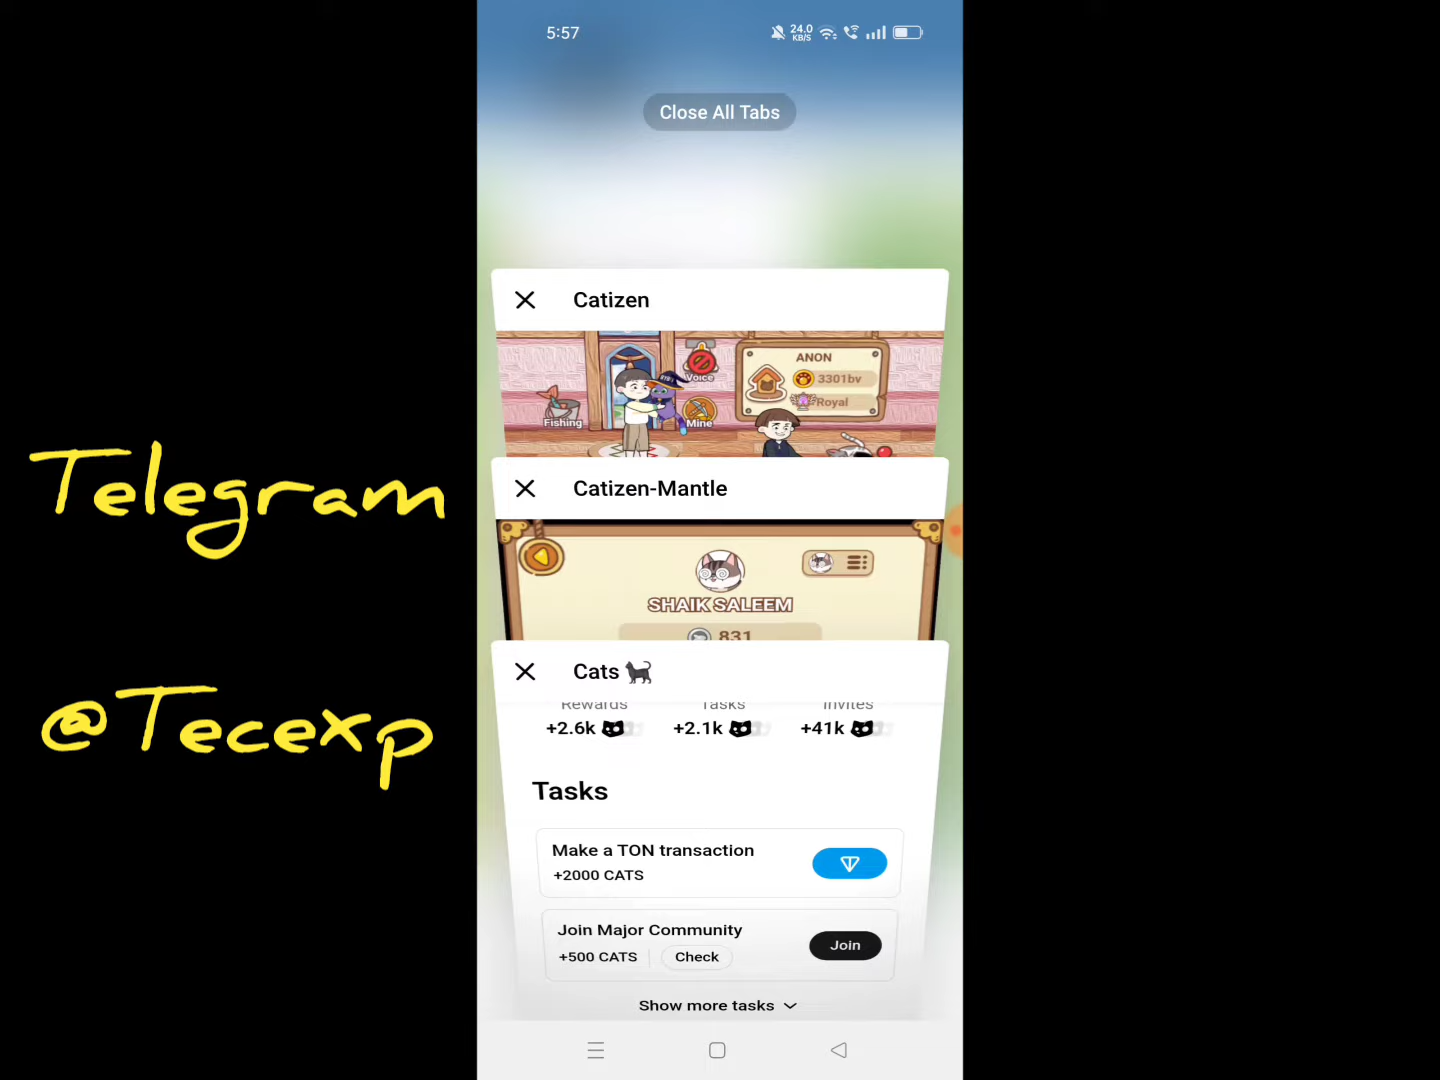 5:57
24.0
KB/S
Close All Tabs
Catizen
Voice
ANON
3301bv
Royal
Fishing
Mine
Catizen-Mantle
SHAIK SALEEM
831
Cats
Rewards
Tasks
Invites
+2.6k
+2.1k
+41k
Tasks
Make a TON transaction
+2000 CATS
Join Major Community
+500 CATS
Check
Join
Show more tasks
Telegram
@Tecexp